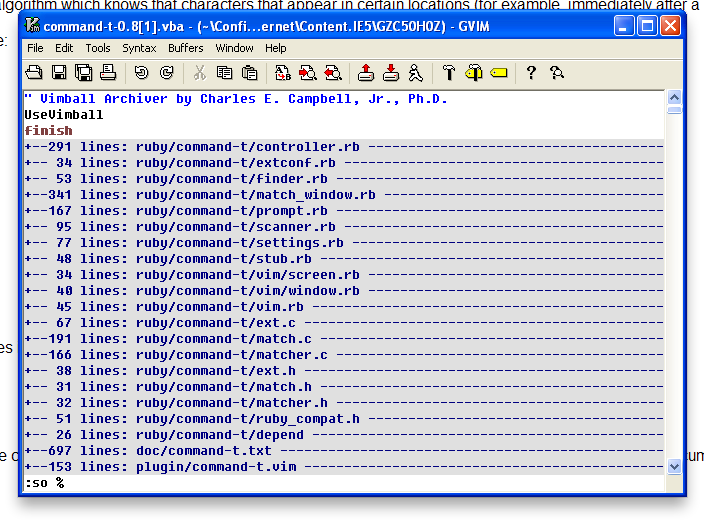 algorithm which knows that characters that appear in certain locations (for example, immediately after a
e:
command-t-0.8[1].vba - (~\Confi...ernet\Content.IE5\GZC50H0Z) - GVIM
File Edit Tools Syntax Buffers Window Help
" Vimball Archiver by Charles E. Campbell, Jr., Ph.D.
UseVimball
finish
+--291 lines: ruby/command-t/controller.rb
+-- 34 lines: ruby/command-t/extconf.rb
+-- 53 lines: ruby/command-t/finder.rb
+--341 lines: ruby/command-t/match_window.rb
+--167 lines: ruby/command-t/prompt.rb
+-- 95 lines: ruby/command-t/scanner.rb
+-- 77 lines: ruby/command-t/settings.rb
+-- 48 lines: ruby/command-t/stub.rb
+-- 34 lines: ruby/command-t/vim/screen.rb
+-- 40 lines: ruby/command-t/vim/window.rb
+-- 45 lines: ruby/command-t/vim.rb
+-- 67 lines: ruby/command-t/ext.c
+--191 lines: ruby/command-t/match.c
+--166 lines: ruby/command-t/matcher.c
+-- 38 lines: ruby/command-t/ext.h
+-- 31 lines: ruby/command-t/match.h
+-- 32 lines: ruby/command-t/matcher.h
+-- 51 lines: ruby/command-t/ruby_compat.h
+-- 26 lines: ruby/command-t/depend
+--697 lines: doc/command-t.txt
+--153 lines: plugin/command-t.vim
:so %